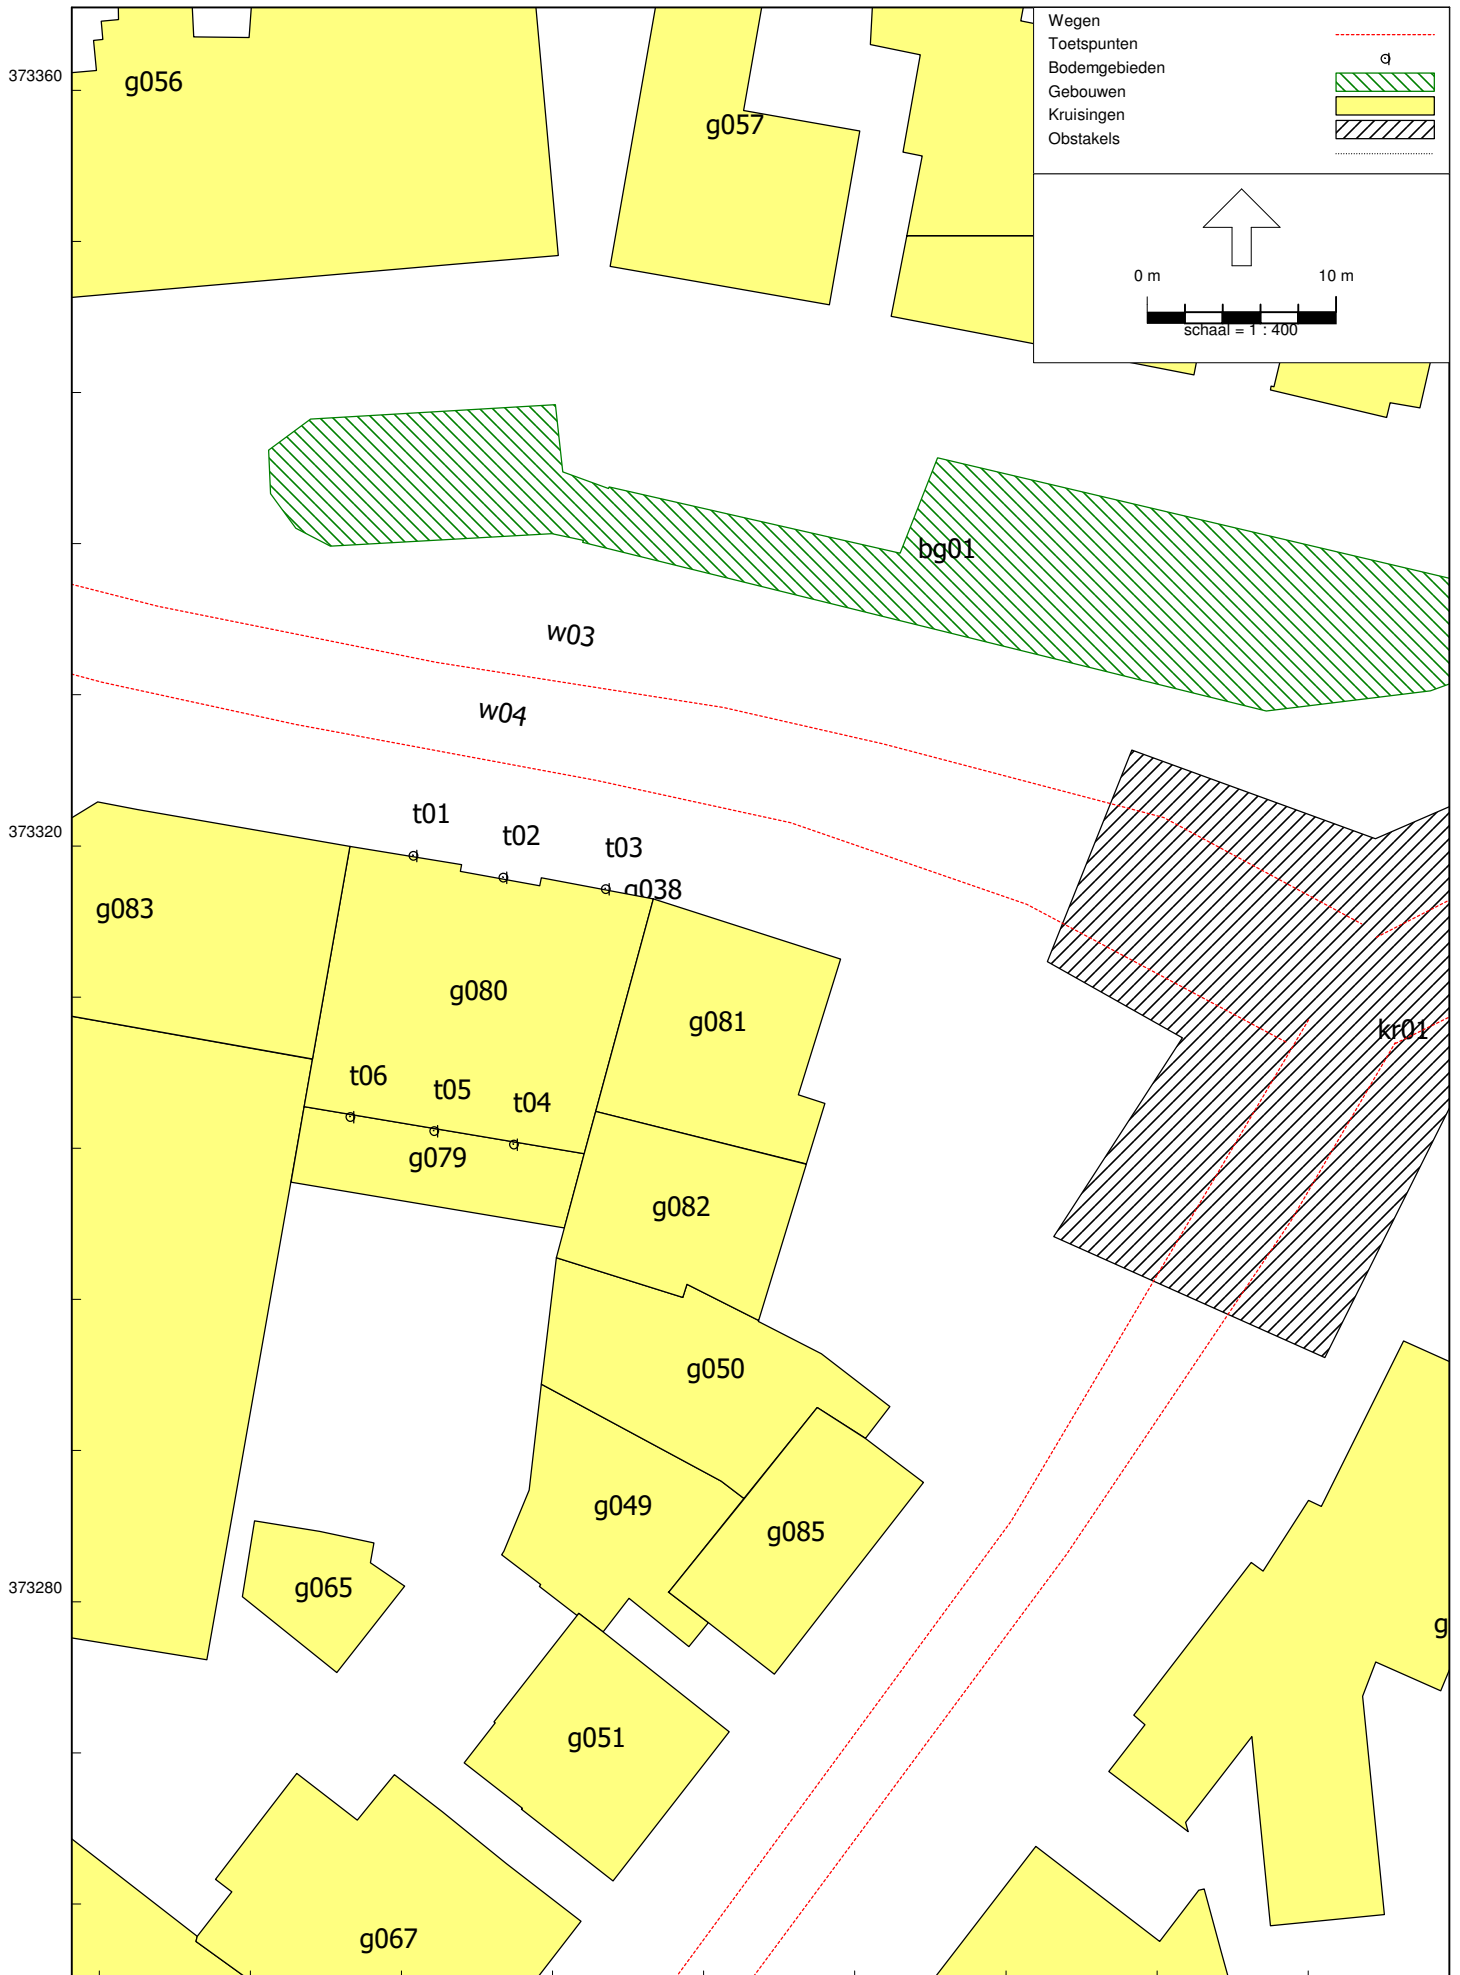 Wegen
Toetspunten
Bodemgebieden
Gebouwen
Kruisingen
Obstakels
0 m 10 m
schaal = 1 : 400
373360
g056
g057
bg01
w03
w04
t01
t02
t03
373320
g038
g083
g080
g081
kr01
t06
t05
t04
g079
g082
g050
g049
g085
373280
g065
g
g051
g067